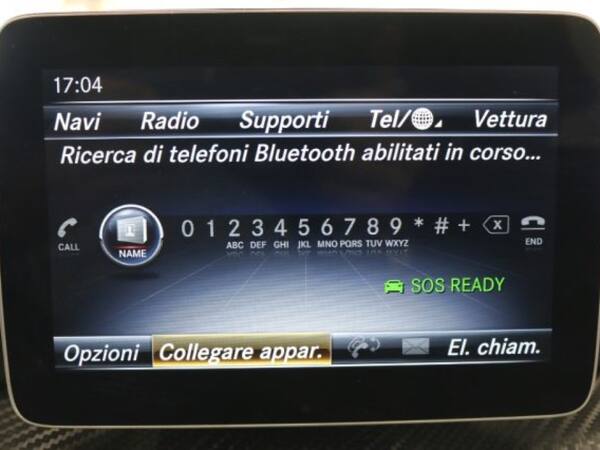 17:04
Navi Radio Supporti Tel/ Vettura
Ricerca di telefoni Bluetooth abilitati in corso...
CALL NAME 0 1 2 3 4 5 6 7 8 9 * # + x END
ABC DEF GHI JKL MNO PQRS TUV WXYZ
SOS READY
Opzioni Collegare appar. El. chiam.